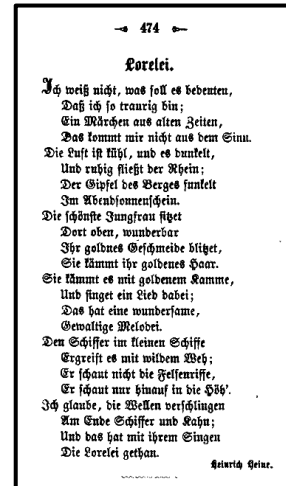 474
Lorelei.
Ich weiß nicht, was soll es bedeuten,
Daß ich so traurig bin;
Ein Märchen aus alten Zeiten,
Das kommt mir nicht aus dem Sinn.
Die Luft ist kühl, und es dunkelt,
Und ruhig fließt der Rhein;
Der Gipfel des Berges funkelt
Im Abendsonnenschein.
Die schönste Jungfrau sitzet
Dort oben, wunderbar
Ihr goldnes Geschmeide blitzet,
Sie kämmt ihr goldenes Haar.
Sie kämmt es mit goldenem Kamme,
Und singet ein Lied dabei;
Das hat eine wundersame,
Gewaltige Melodei.
Den Schiffer im kleinen Schiffe
Ergreift es mit wildem Weh;
Er schaut nicht die Felsenriffe,
Er schaut nur hinauf in die Höh'.
Ich glaube, die Wellen verschlingen
Am Ende Schiffer und Kahn;
Und das hat mit ihrem Singen
Die Lorelei gethan.
Heinrich Heine.